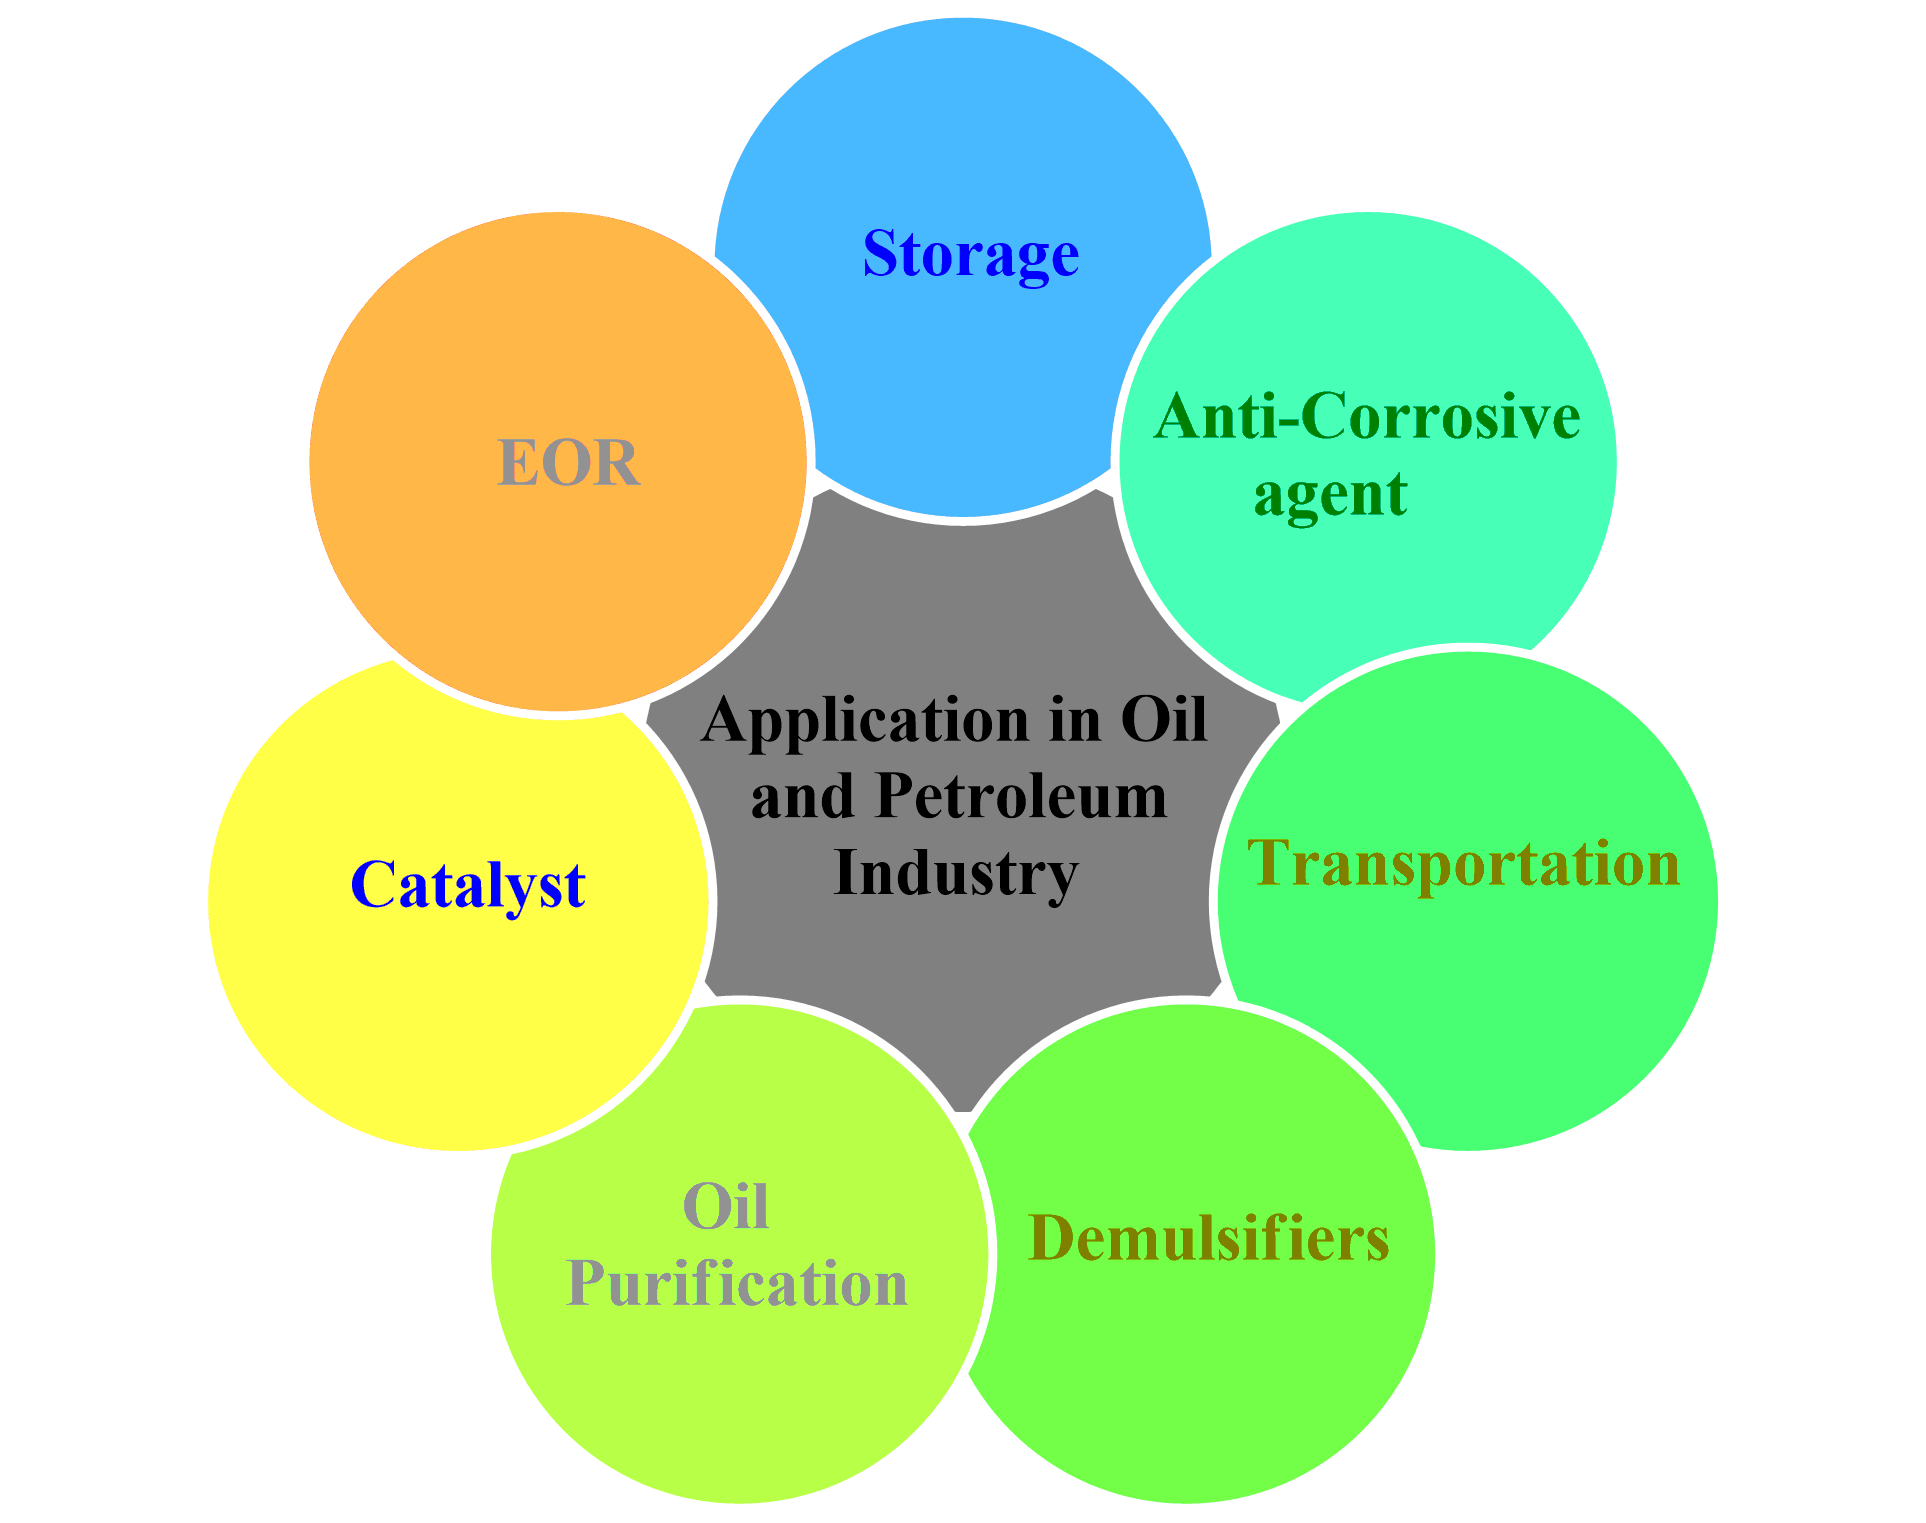 Storage
Anti-Corrosive
agent
EOR
Application in Oil
and Petroleum
Industry
Transportation
Catalyst
Oil
Purification
Demulsifiers